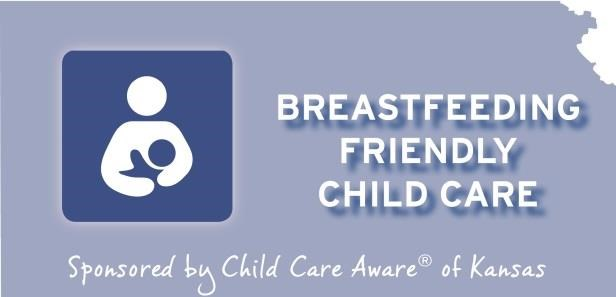 BREASTFEEDING
FRIENDLY
CHILD CARE
Sponsored by Child Care Aware® of Kansas